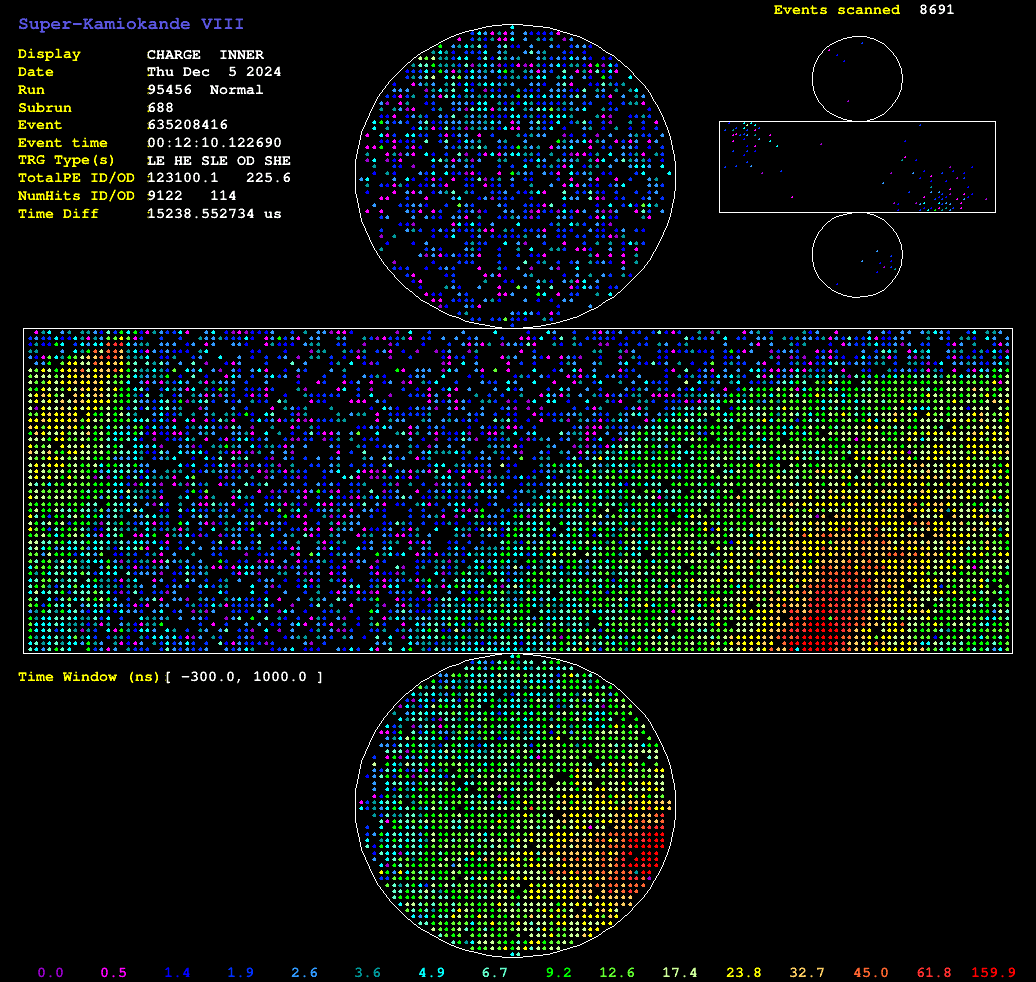 Super-Kamiokande VIII
Display CHARGE INNER
Date Thu Dec 5 2024
Run 95456 Normal
Subrun 688
Event 635208416
Event time 00:12:10.122690
TRG Type(s) LE HE SLE OD SHE
TotalPE ID/OD 123100.1 225.6
NumHits ID/OD 9122 114
Time Diff 15238.552734 us
Events scanned 8691
Time Window (ns)[ -300.0, 1000.0 ]
0.0 0.5 1.4 1.9 2.6 3.6 4.9 6.7 9.2 12.6 17.4 23.8 32.7 45.0 61.8 159.9